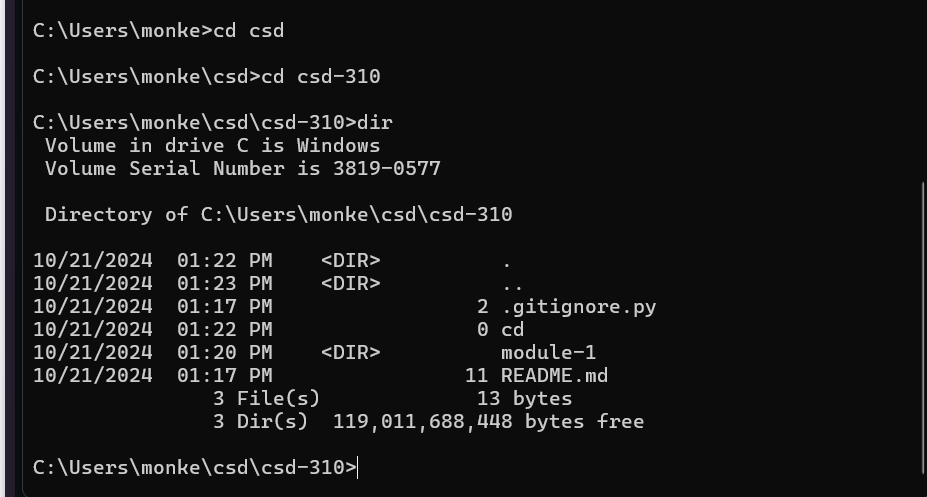 C:\Users\monke>cd csd
C:\Users\monke\csd>cd csd-310
C:\Users\monke\csd\csd-310>dir
 Volume in drive C is Windows
 Volume Serial Number is 3819-0577
 Directory of C:\Users\monke\csd\csd-310
10/21/2024  01:22 PM    <DIR>          .
10/21/2024  01:23 PM    <DIR>          ..
10/21/2024  01:17 PM                 2 .gitignore.py
10/21/2024  01:22 PM                 0 cd
10/21/2024  01:20 PM    <DIR>          module-1
10/21/2024  01:17 PM                11 README.md
               3 File(s)             13 bytes
               3 Dir(s)  119,011,688,448 bytes free
C:\Users\monke\csd\csd-310>